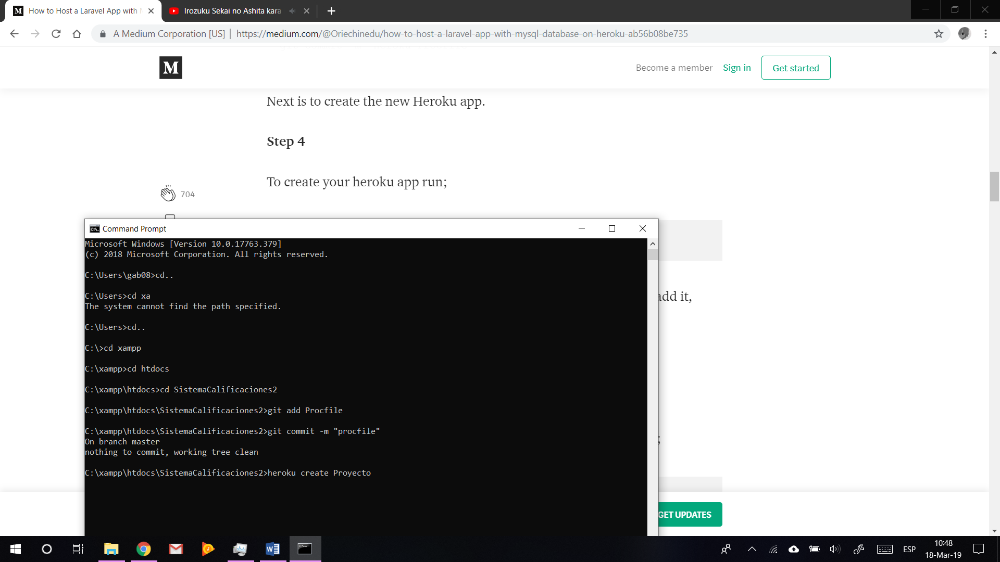 How to Host a Laravel App with
Irozuku Sekai no Ashita kara
A Medium Corporation [US] | https://medium.com/@Oriechinedu/how-to-host-a-laravel-app-with-mysql-database-on-heroku-ab56b08be735
M
Become a member
Sign in
Get started
Next is to create the new Heroku app.
Step 4
To create your heroku app run;
704
Command Prompt
Microsoft Windows [Version 10.0.17763.379]
(c) 2018 Microsoft Corporation. All rights reserved.
C:\Users\gab08>cd..
C:\Users>cd xa
The system cannot find the path specified.
C:\Users>cd..
C:\>cd xampp
C:\xampp>cd htdocs
C:\xampp\htdocs>cd SistemaCalificaciones2
C:\xampp\htdocs\SistemaCalificaciones2>git add Procfile
C:\xampp\htdocs\SistemaCalificaciones2>git commit -m "procfile"
On branch master
nothing to commit, working tree clean
C:\xampp\htdocs\SistemaCalificaciones2>heroku create Proyecto
add it,
;
GET UPDATES
ESP
10:48
18-Mar-19